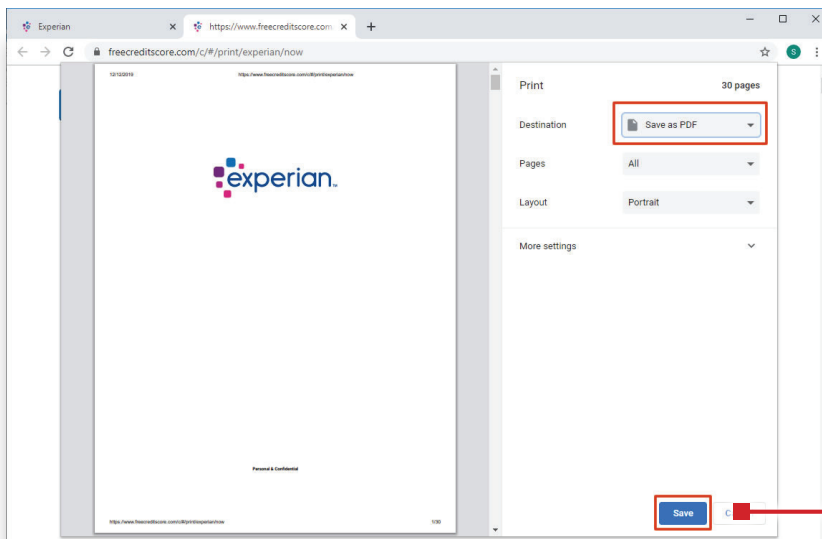 Experian
https://www.freecreditscore.com
freecreditscore.com/c/#/print/experian/now
S
12/12/2019 https://www.freecreditscore.com/c/#/print/experian/now
experian™
Personal & Confidential
https://www.freecreditscore.com/c/#/print/experian/now 1/30
Print 30 pages
Destination Save as PDF
Pages All
Layout Portrait
More settings
Save